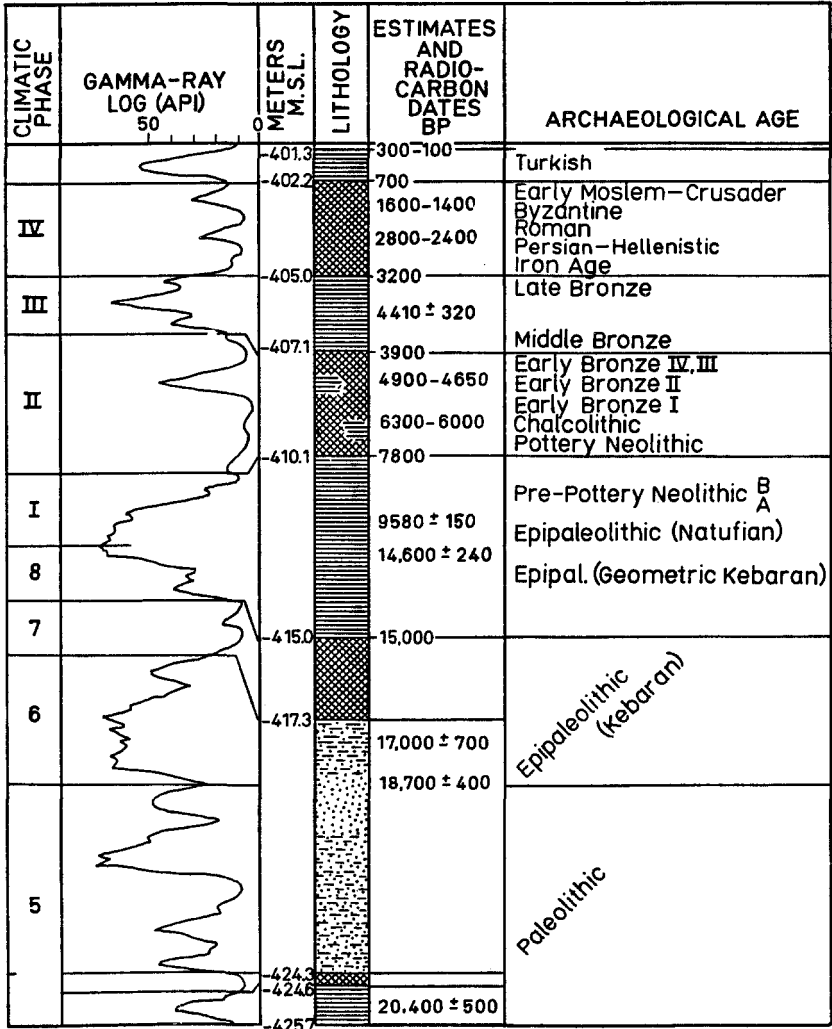 CLIMATIC
PHASE
GAMMA-RAY
LOG (API)
50 0
METERS
M.S.L.
LITHOLOGY
ESTIMATES
AND
RADIO-
CARBON
DATES
BP
ARCHAEOLOGICAL AGE
-401.3 300-100
Turkish
-402.2 700
Early Moslem-Crusader
1600-1400
Byzantine
IV
Roman
2800-2400
Persian-Hellenistic
Iron Age
-405.0 3200
Late Bronze
III
4410 ± 320
Middle Bronze
-407.1 3900
Early Bronze IV, III
4900-4650
Early Bronze II
II
Early Bronze I
6300-6000
Chalcolithic
Pottery Neolithic
-410.1 7800
Pre-Pottery Neolithic B
A
I
9580 ± 150
Epipaleolithic (Natufian)
14,600 ± 240
8
Epipal. (Geometric Kebaran)
7
-415.0 15,000
6
Epipaleolithic
(Kebaran)
-417.3
17,000 ± 700
18,700 ± 400
5
Paleolithic
-424.3
-424.6
20.400 ± 500
-425.7